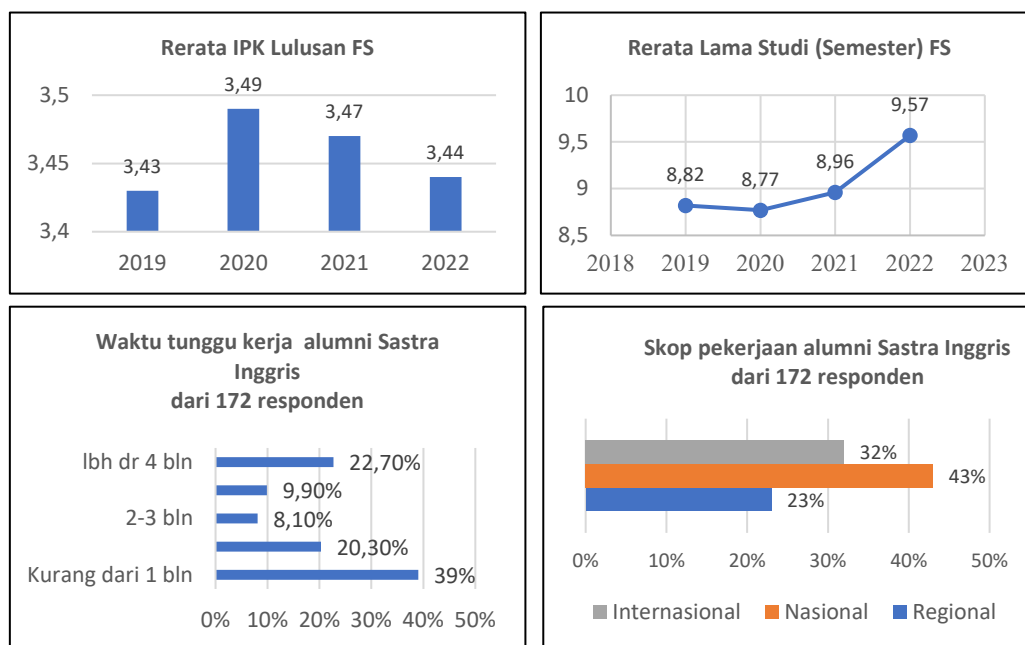 Rerata IPK Lulusan FS
3,5
3,45
3,4
3,43
3,49
3,47
3,44
2019 2020 2021 2022
Rerata Lama Studi (Semester) FS
10
9,5
9
8,5
8,82
8,77
8,96
9,57
2018 2019 2020 2021 2022 2023
Waktu tunggu kerja alumni Sastra
Inggris
dari 172 responden
lbh dr 4 bln 22,70%
9,90%
2-3 bln 8,10%
20,30%
Kurang dari 1 bln 39%
0% 10% 20% 30% 40% 50%
Skop pekerjaan alumni Sastra Inggris
dari 172 responden
32%
43%
23%
0% 10% 20% 30% 40% 50%
Internasional Nasional Regional